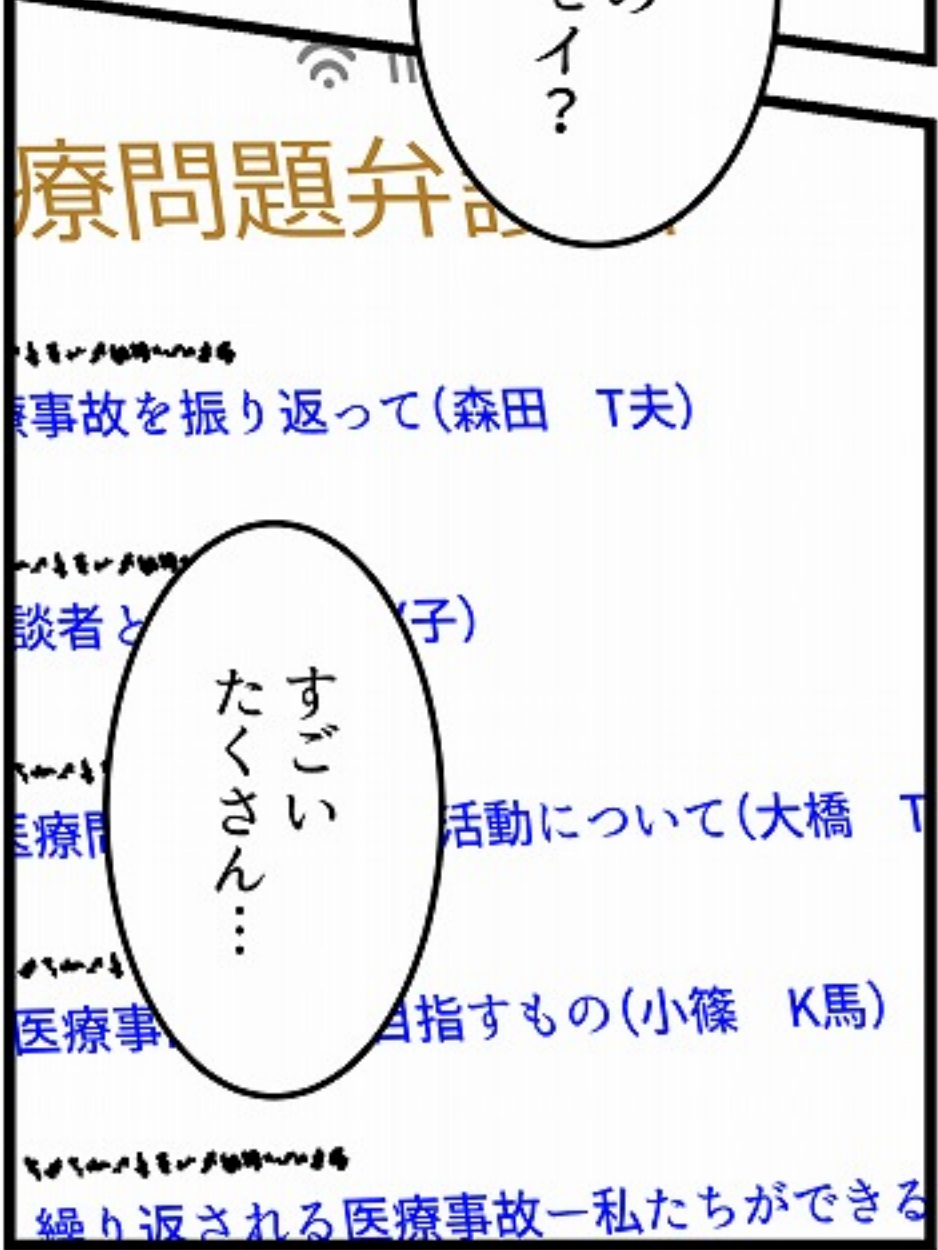 イ？
療問題弁護
事故を振り返って(森田　T夫)
談者と
子)
すごい
たくさん…
医療問
活動について(大橋　T
医療事
目指すもの(小篠　K馬)
繰り返される医療事故ー私たちができる